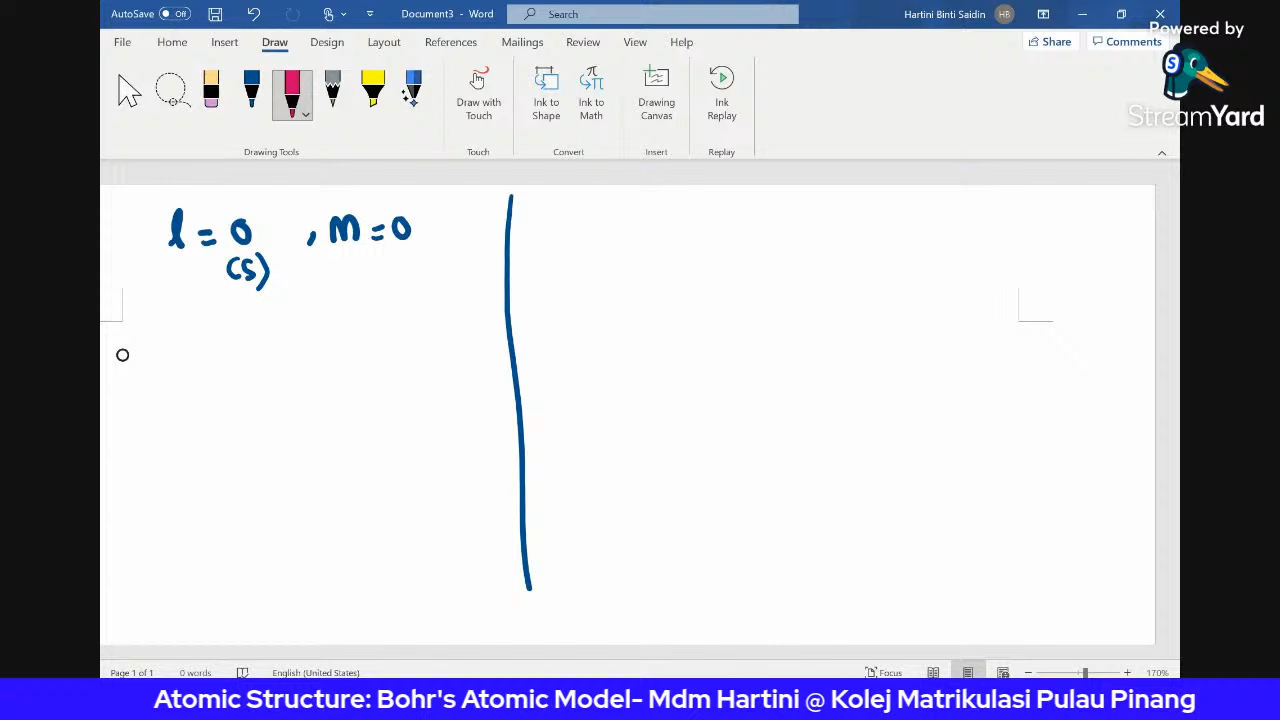 AutoSave Off Document3 - Word Search Hartini Binti Saidin HB
Powered by
StreamYard
File Home Insert Draw Design Layout References Mailings Review View Help Share Comments
Draw with Touch
Ink to Shape
Ink to Math
Drawing Canvas
Ink Replay
Drawing Tools Touch Convert Insert Replay
l = 0 , m = 0
(s)
Page 1 of 1 0 words English (United States) Focus 170%
Atomic Structure: Bohr's Atomic Model- Mdm Hartini @ Kolej Matrikulasi Pulau Pinang